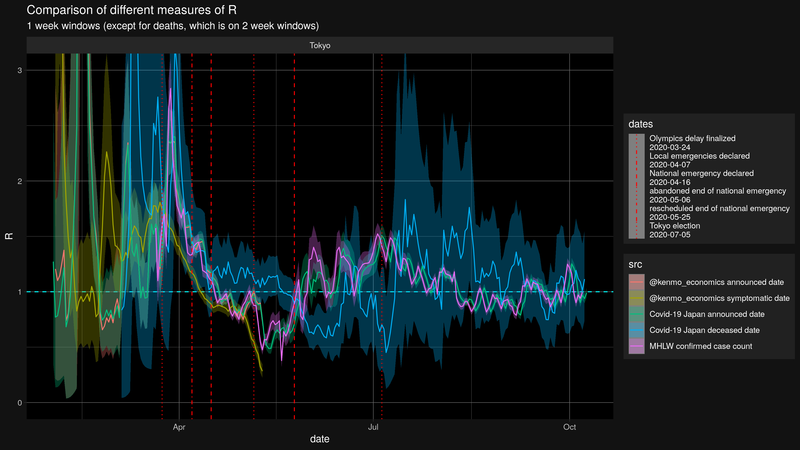 Comparison of different measures of R
1 week windows (except for deaths, which is on 2 week windows)
Tokyo
3
2
1
0
R
Apr
Jul
Oct
date
dates
Olympics delay finalized
2020-03-24
Local emergencies declared
2020-04-07
National emergency declared
2020-04-16
abandoned end of national emergency
2020-05-06
rescheduled end of national emergency
2020-05-25
Tokyo election
2020-07-05
src
@kenmo_economics announced date
@kenmo_economics symptomatic date
Covid-19 Japan announced date
Covid-19 Japan deceased date
MHLW confirmed case count